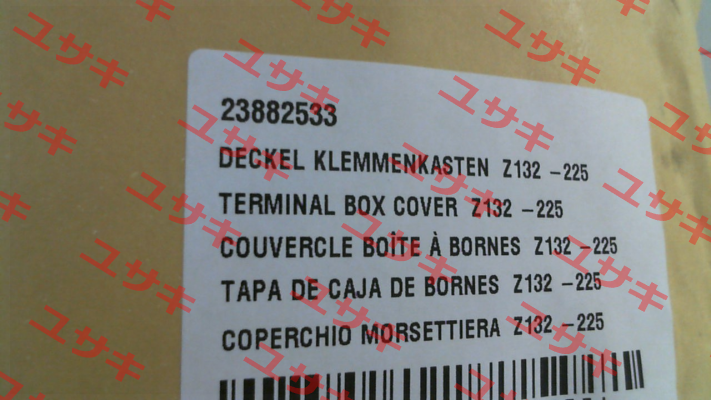 23882533
DECKEL KLEMMENKASTEN Z132 -225
TERMINAL BOX COVER Z132 -225
COUVERCLE BOÎTE À BORNES Z132 -225
TAPA DE CAJA DE BORNES Z132 -225
COPERCHIO MORSETTIERA Z132 -225
ユサキ